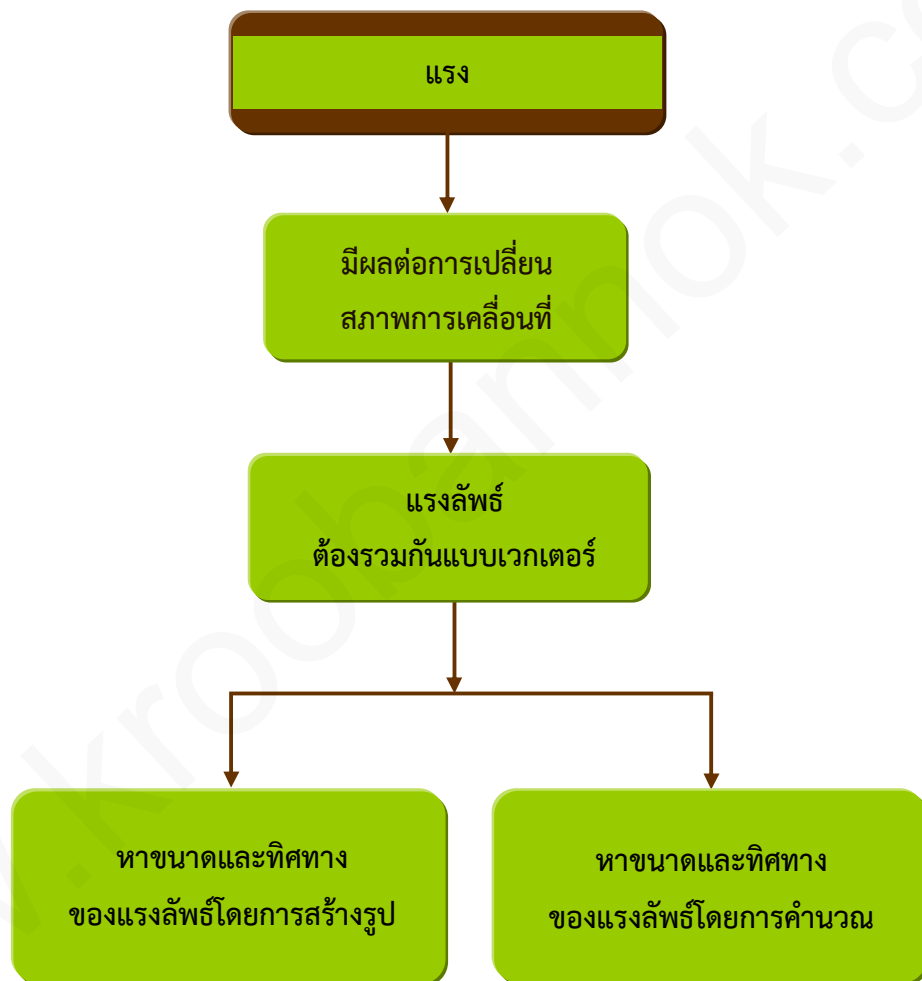 แรง
มีผลต่อการเปลี่ยน
สภาพการเคลื่อนที่
แรงลัพธ์
ต้องรวมกันแบบเวกเตอร์
หาขนาดและทิศทาง
ของแรงลัพธ์โดยการสร้างรูป
หาขนาดและทิศทาง
ของแรงลัพธ์โดยการคำนวณ
w.kroobannok.c